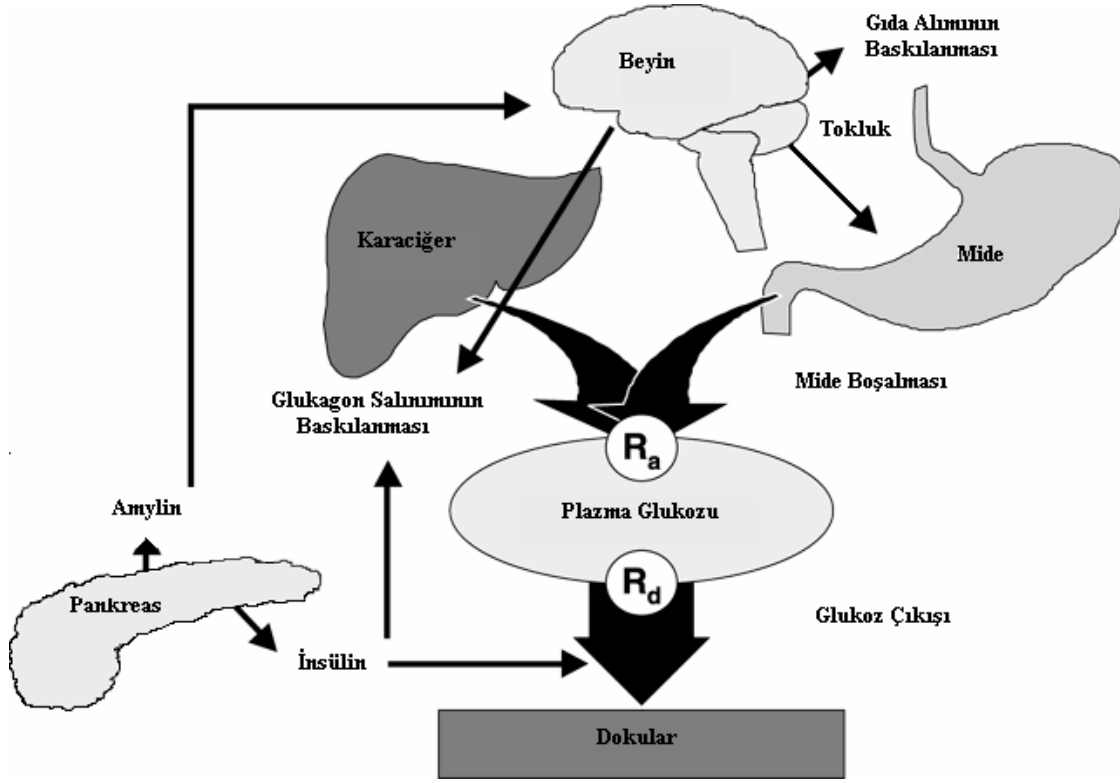 Gıda Alımının
Baskılanması
Beyin
Tokluk
Karaciğer
Mide
Mide Boşalması
Glukagon Salınımının
Baskılanması
Ra
Amylin
Plazma Glukozu
Rd
Pankreas
Glukoz Çıkışı
İnsülin
Dokular